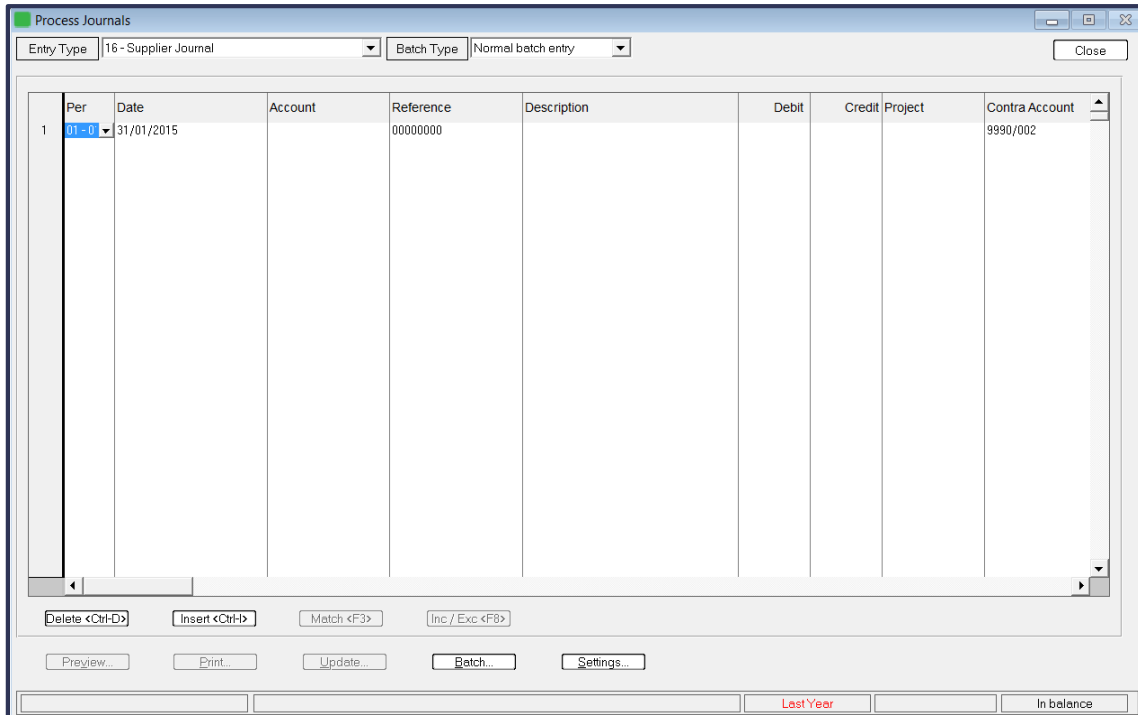 Process Journals
Entry Type 16 - Supplier Journal Batch Type Normal batch entry Close
Per Date Account Reference Description Debit Credit Project Contra Account
1 01 - 0 31/01/2015 00000000 9990/002
Delete <Ctrl-D> Insert <Ctrl-I> Match <F3> Inc / Exc <F8>
Preview... Print... Update... Batch... Settings...
Last Year In balance